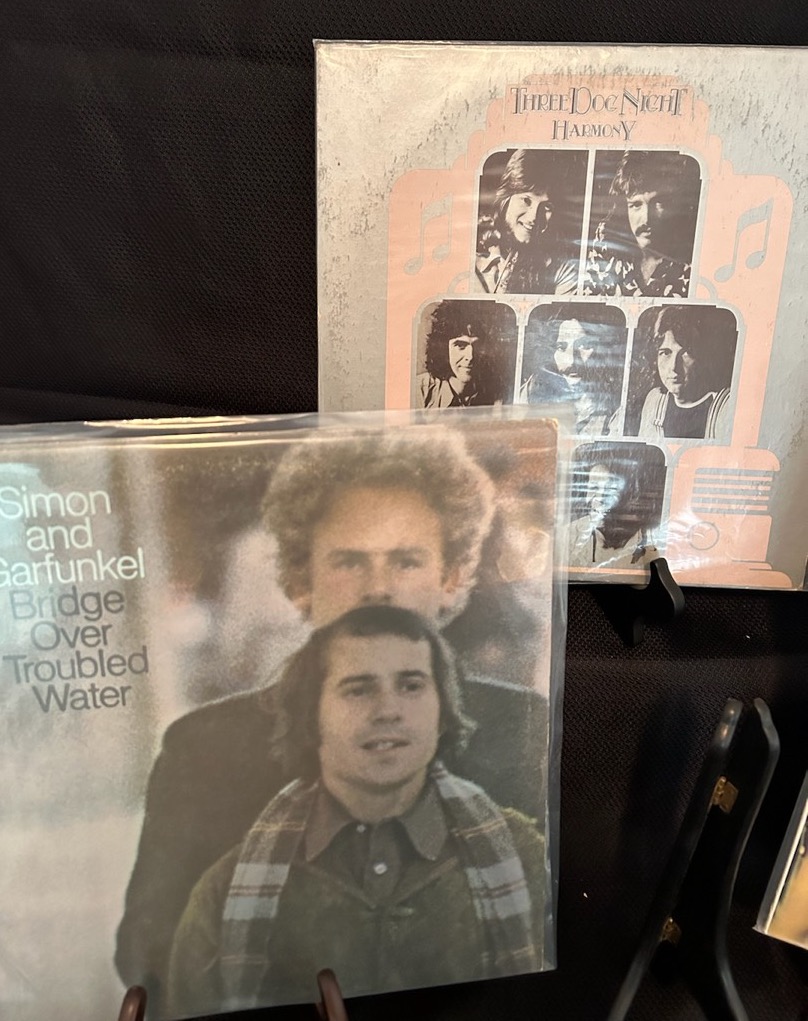 THREE DOG NIGHT
HARMONY
Simon
and
Garfunkel
Bridge
Over
Troubled
Water